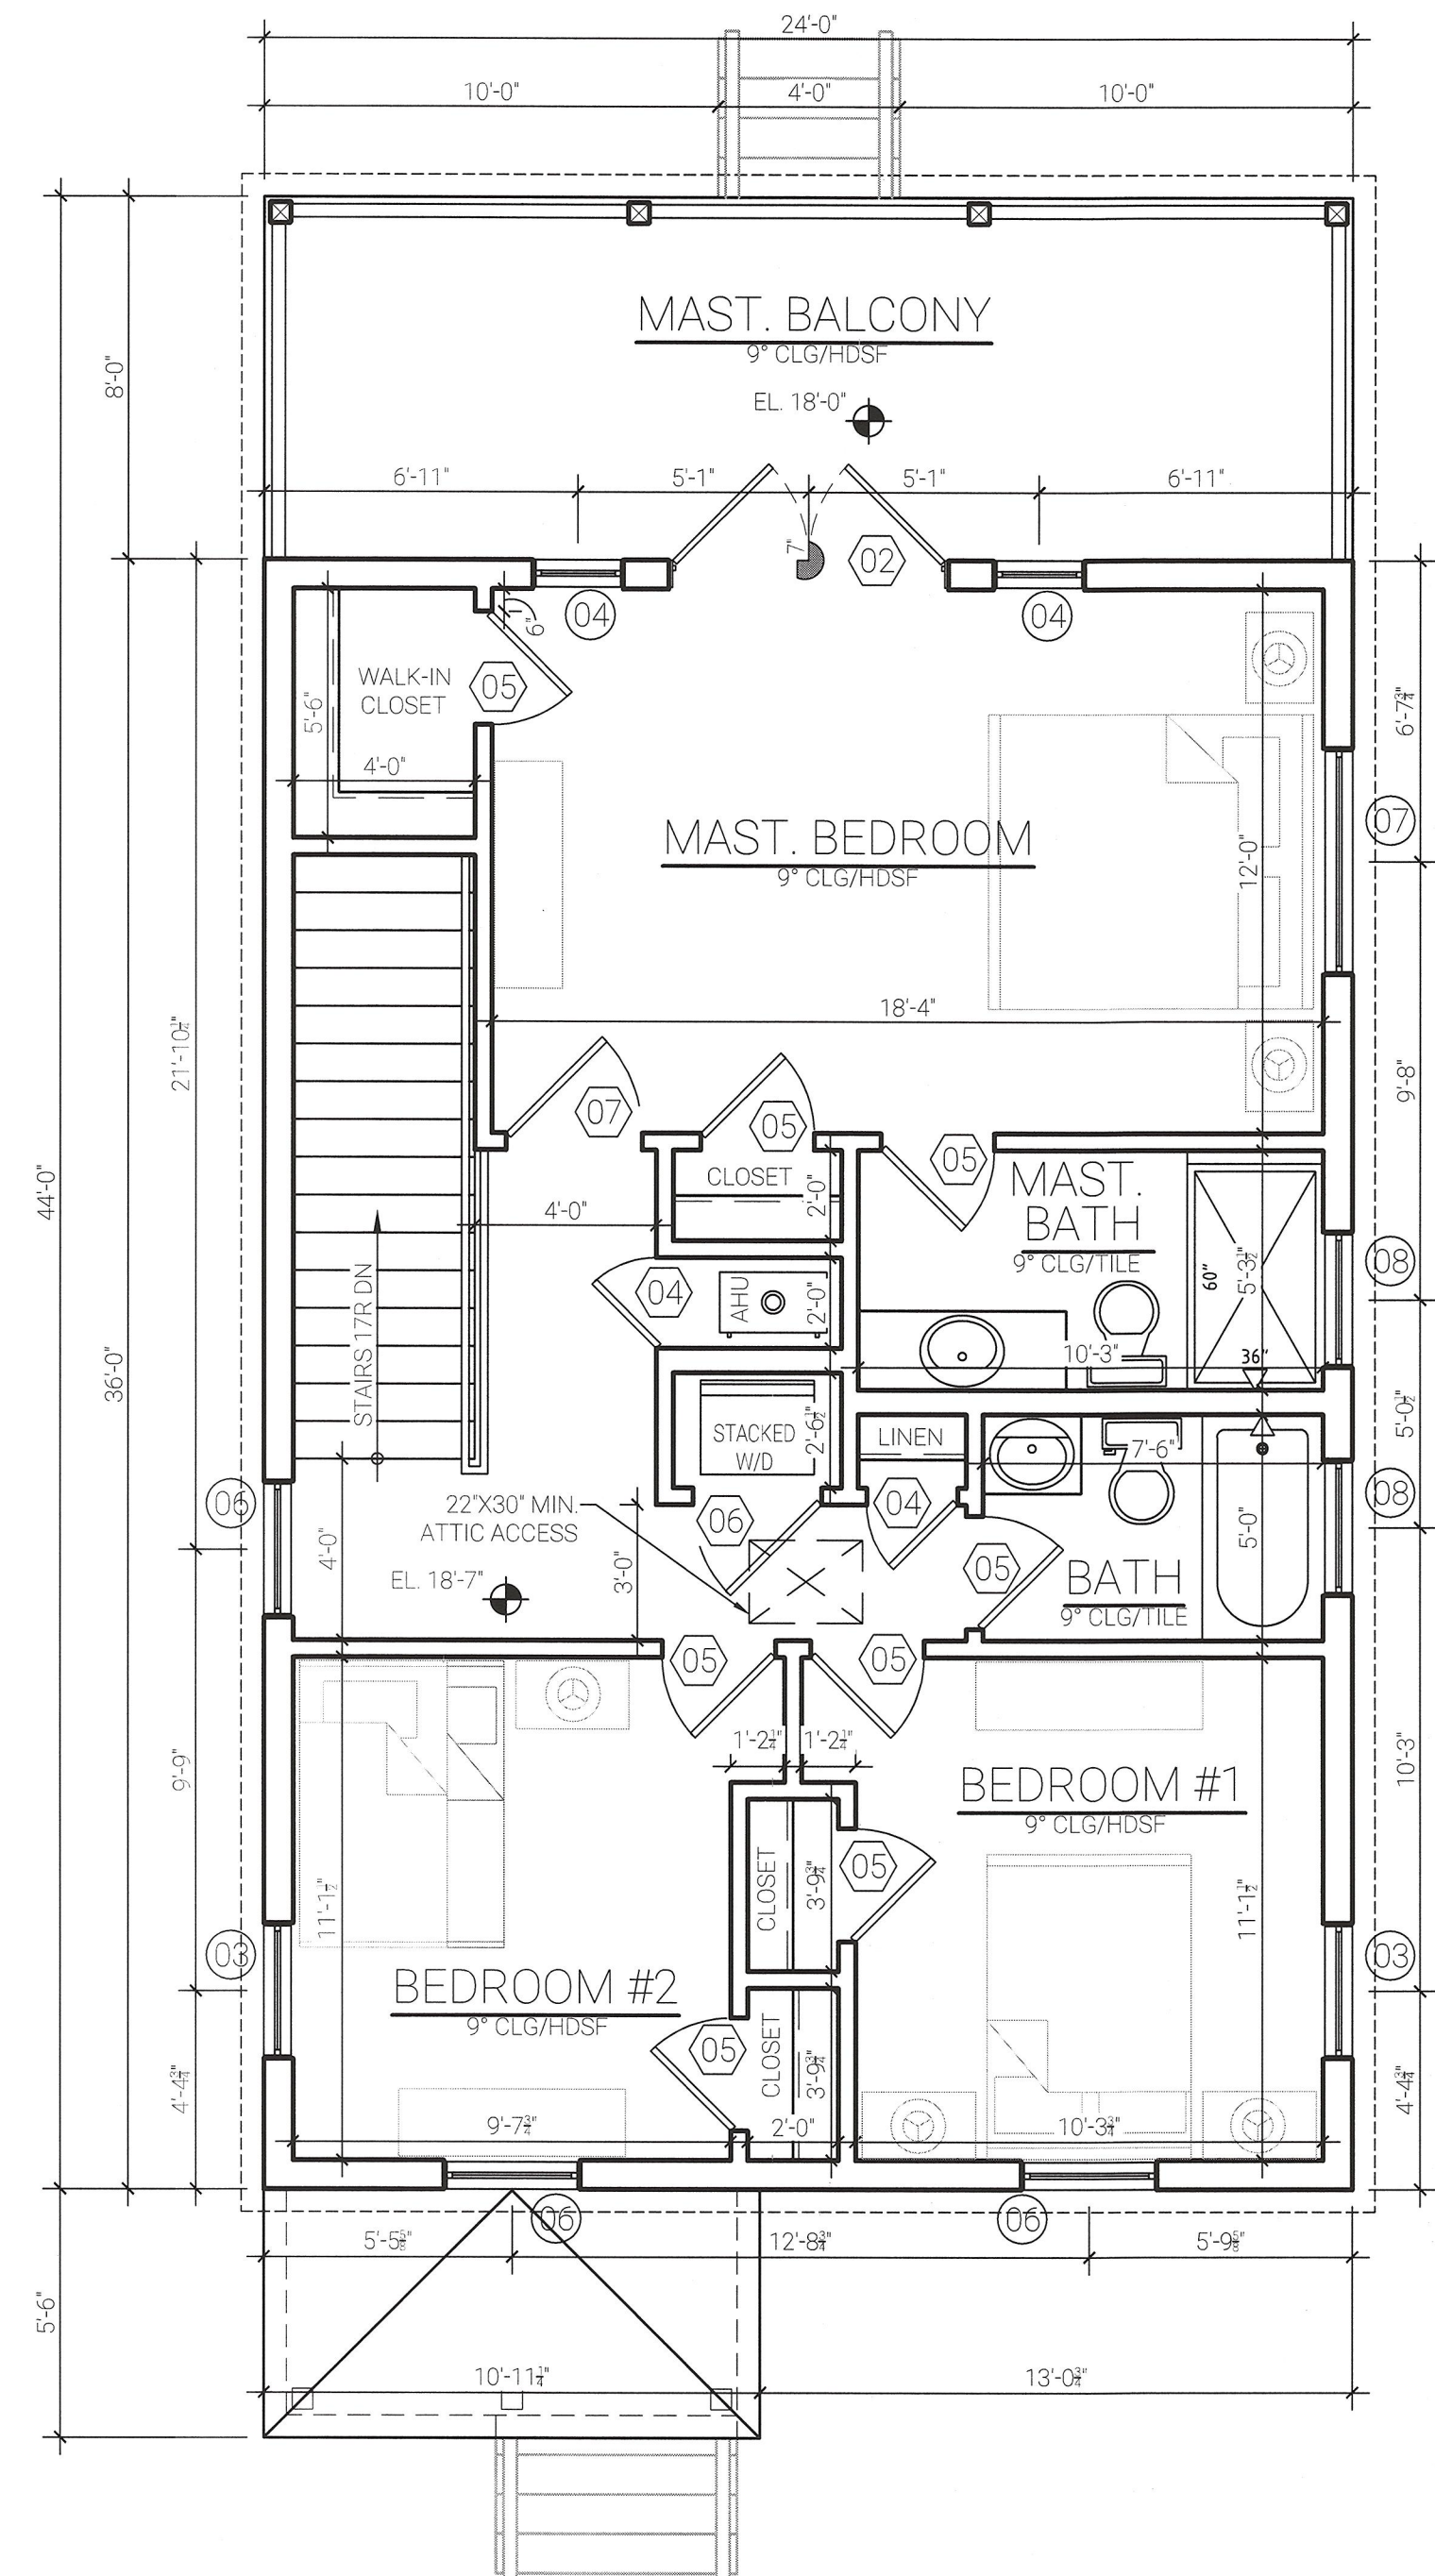 24'-0"
10'-0"
4'-0"
10'-0"
MAST. BALCONY
9° CLG/HDSF
EL. 18'-0"
8'-0"
6'-11"
5'-1"
5'-1"
6'-11"
7"
02
04
04
6"
WALK-IN
CLOSET
05
5'-6"
4'-0"
6'-7¾"
07
MAST. BEDROOM
9° CLG/HDSF
12'-0"
18'-4"
21'-10½"
9'-8"
07
05
05
CLOSET
2'-0"
MAST.
BATH
9° CLG/TILE
44'-0"
4'-0"
04
AHU
2'-0"
60"
5'-3½"
08
36'-0"
STAIRS 17R DN
10'-3"
36"
5'-0½"
STACKED
W/D
2'-6½"
LINEN
7'-6"
06
22"X30" MIN.
ATTIC ACCESS
06
04
08
4'-0"
3'-0"
EL. 18'-7"
05
BATH
9° CLG/TILE
5'-0"
05
05
1'-2¼"
1'-2¼"
9'-9"
10'-3"
BEDROOM #1
9° CLG/HDSF
05
CLOSET
3'-9¾"
11'-1½"
11'-1½"
03
03
BEDROOM #2
9° CLG/HDSF
05
CLOSET
3'-9¾"
4'-4¾"
4'-4¾"
9'-7¾"
2'-0"
10'-3¾"
06
06
5'-5⅝"
12'-8¾"
5'-9⅝"
5'-6"
10'-11¼"
13'-0¾"